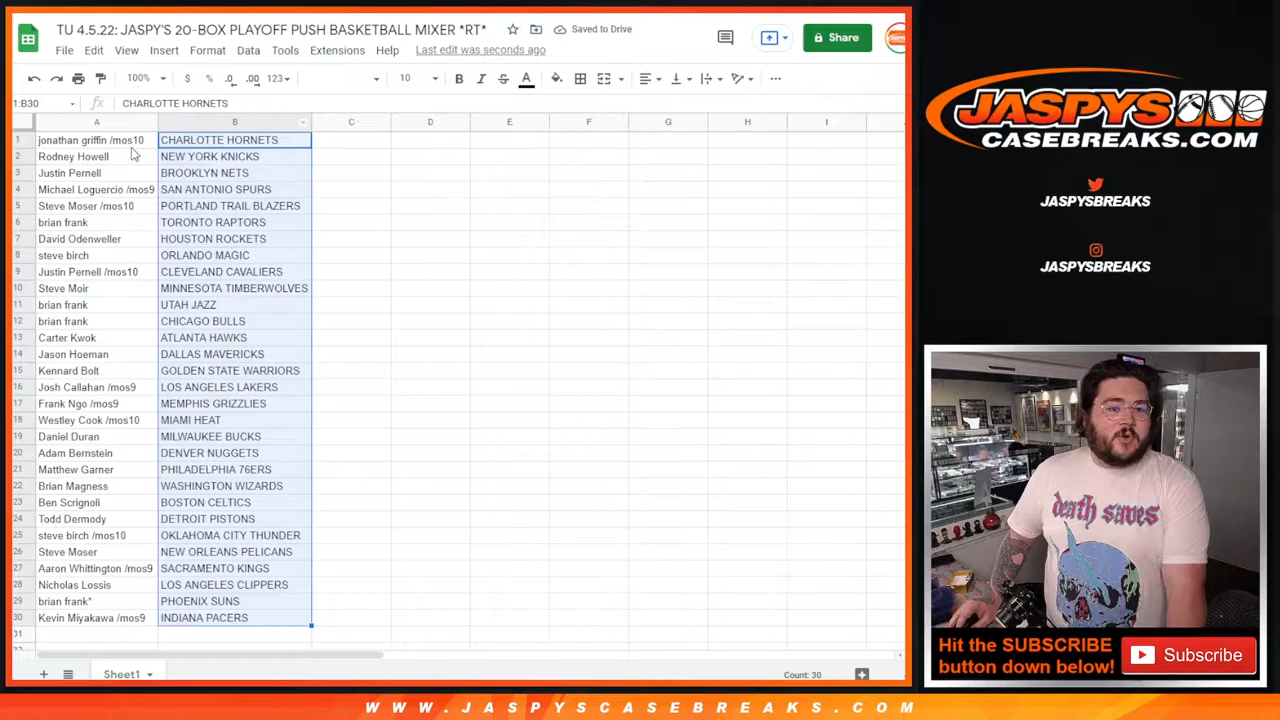 TU 4.5.22: JASPY'S 20-BOX PLAYOFF PUSH BASKETBALL MIXER *RT*
Saved to Drive
Share
File Edit View Insert Format Data Tools Extensions Help Last edit was seconds ago
100% $ % .0 .00 123 10 B I S A
1:B30 fx CHARLOTTE HORNETS
A B C D E F G H I
1 jonathan griffin /mos10 CHARLOTTE HORNETS
2 Rodney Howell NEW YORK KNICKS
3 Justin Pernell BROOKLYN NETS
4 Michael Loguercio /mos9 SAN ANTONIO SPURS
5 Steve Moser /mos10 PORTLAND TRAIL BLAZERS
6 brian frank TORONTO RAPTORS
7 David Odenweller HOUSTON ROCKETS
8 steve birch ORLANDO MAGIC
9 Justin Pernell /mos10 CLEVELAND CAVALIERS
10 Steve Moir MINNESOTA TIMBERWOLVES
11 brian frank UTAH JAZZ
12 brian frank CHICAGO BULLS
13 Carter Kwok ATLANTA HAWKS
14 Jason Hoeman DALLAS MAVERICKS
15 Kennard Bolt GOLDEN STATE WARRIORS
16 Josh Callahan /mos9 LOS ANGELES LAKERS
17 Frank Ngo /mos9 MEMPHIS GRIZZLIES
18 Westley Cook /mos10 MIAMI HEAT
19 Daniel Duran MILWAUKEE BUCKS
20 Adam Bernstein DENVER NUGGETS
21 Matthew Garner PHILADELPHIA 76ERS
22 Brian Magness WASHINGTON WIZARDS
23 Ben Scrignoli BOSTON CELTICS
24 Todd Dermody DETROIT PISTONS
25 steve birch /mos10 OKLAHOMA CITY THUNDER
26 Steve Moser NEW ORLEANS PELICANS
27 Aaron Whittington /mos9 SACRAMENTO KINGS
28 Nicholas Lossis LOS ANGELES CLIPPERS
29 brian frank* PHOENIX SUNS
30 Kevin Miyakawa /mos9 INDIANA PACERS
31
Sheet1
Count: 30
JASPYS
CASEBREAKS.COM
JASPYSBREAKS
JASPYSBREAKS
death saves
Hit the SUBSCRIBE
button down below!
Subscribe
WWW.JASPYSCASEBREAKS.COM